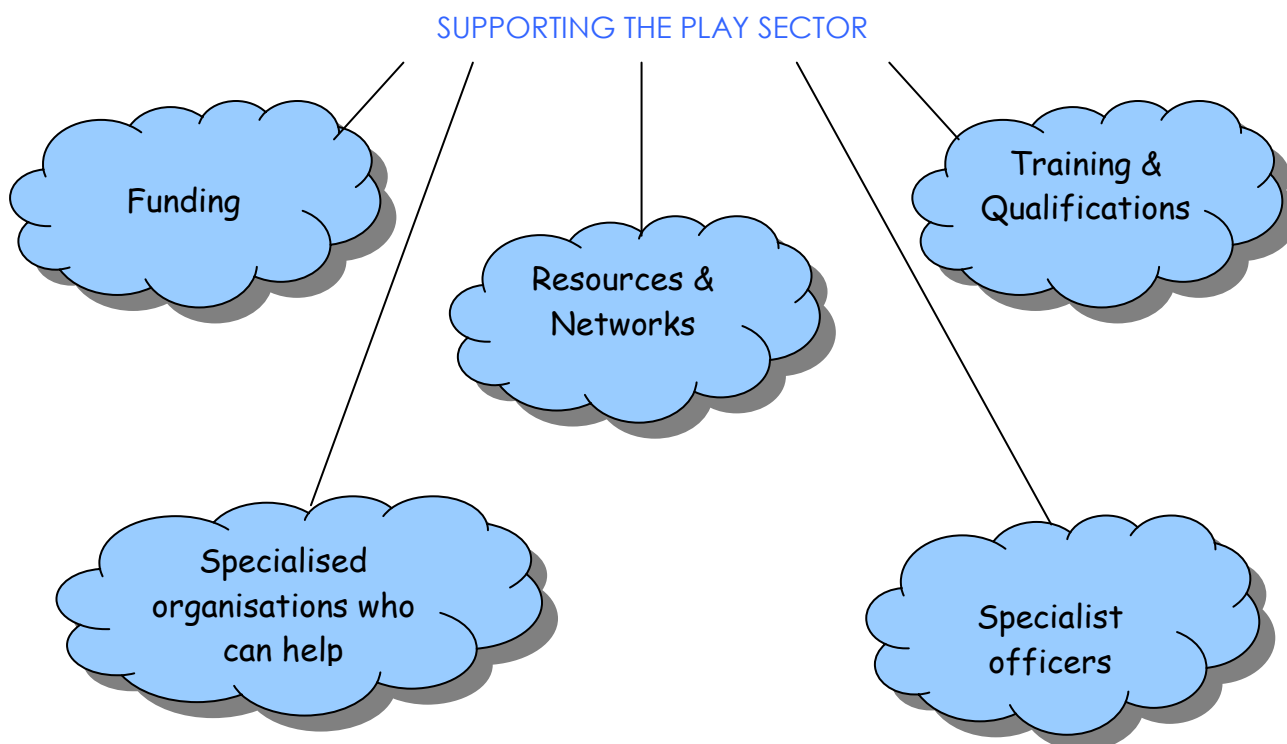 SUPPORTING THE PLAY SECTOR
Funding
Training &
Qualifications
Resources &
Networks
Specialised
organisations who
can help
Specialist
officers